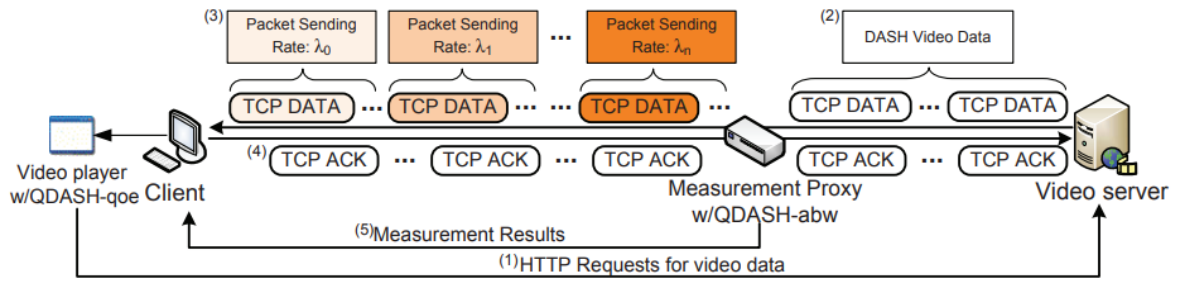 (3) Packet Sending Rate: λ0
Packet Sending Rate: λ1
...
Packet Sending Rate: λn
(2) DASH Video Data
TCP DATA ... TCP DATA ... ... TCP DATA ... TCP DATA ... TCP DATA
(4) TCP ACK ... TCP ACK ... TCP ACK TCP ACK ... TCP ACK
Video player
w/QDASH-qoe
Client
Measurement Proxy
w/QDASH-abw
Video server
(5)Measurement Results
(1)HTTP Requests for video data